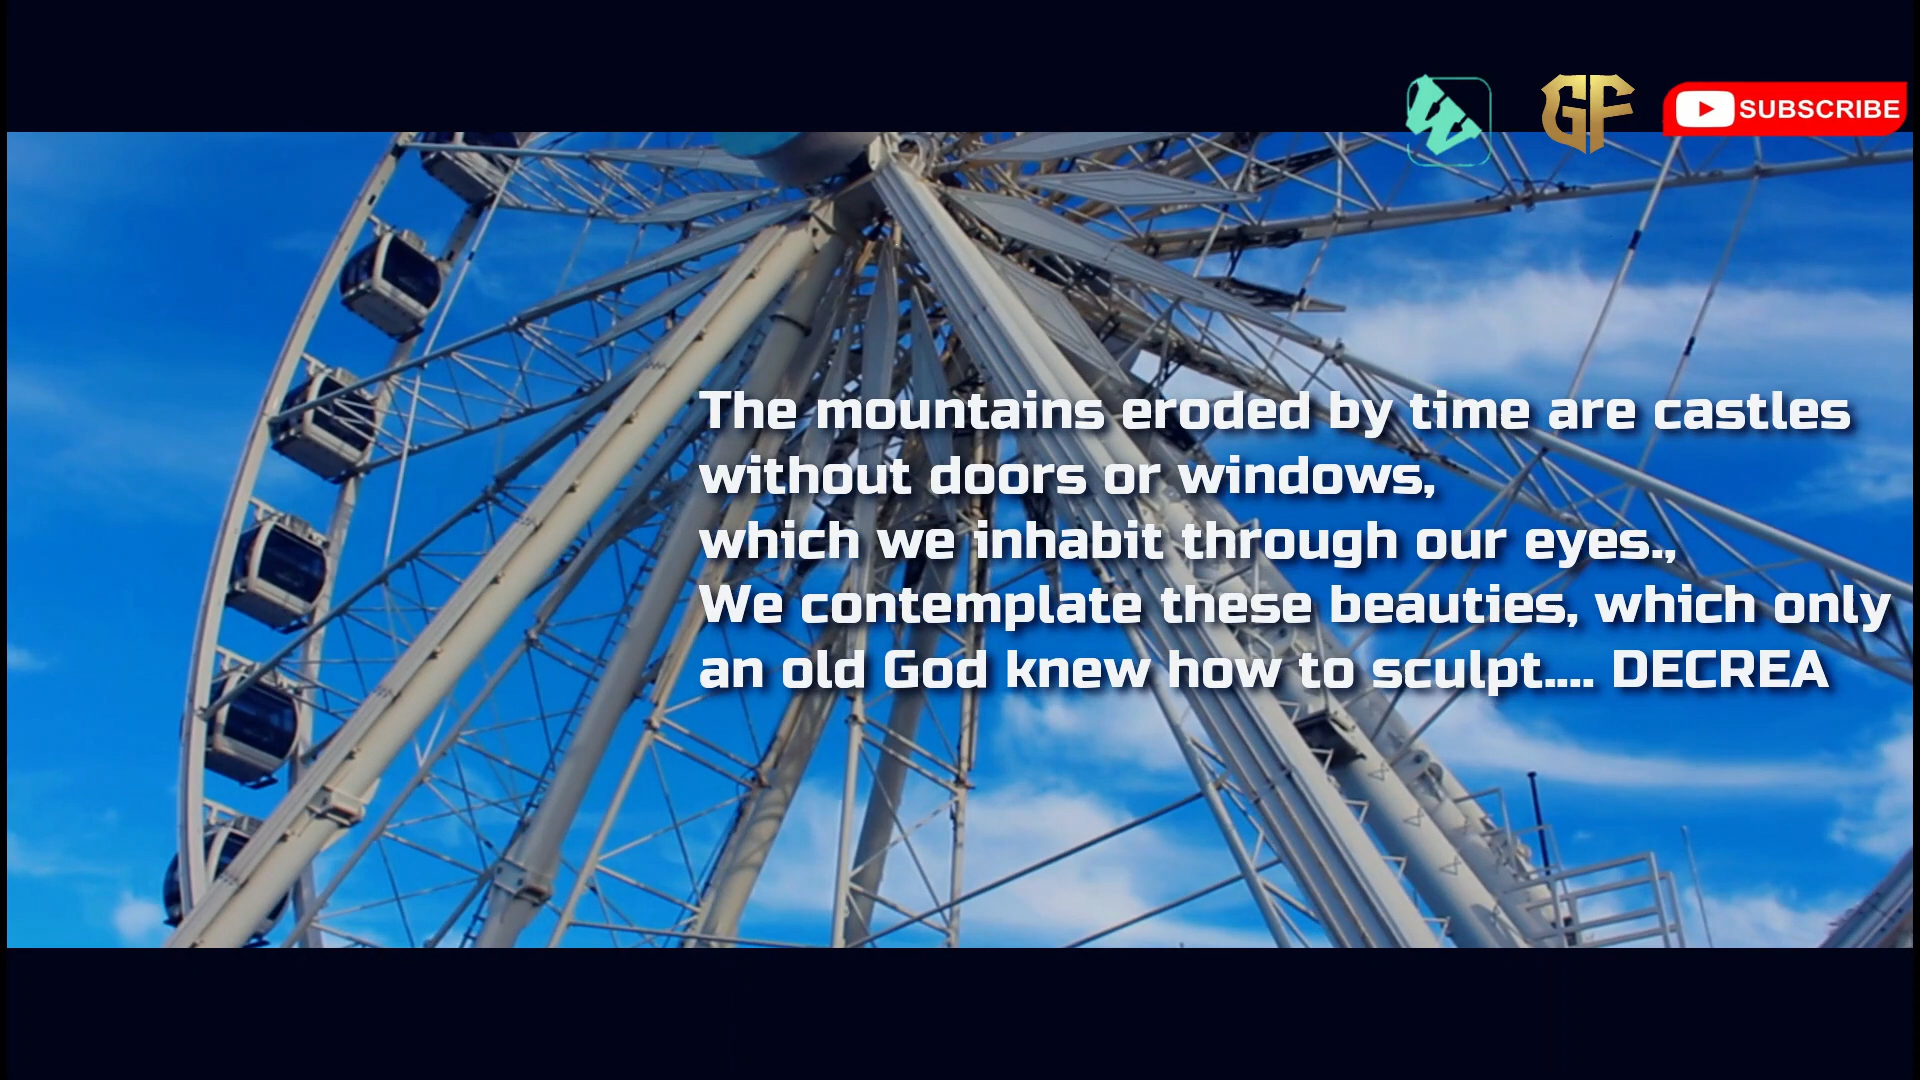 W
GF
SUBSCRIBE
The mountains eroded by time are castles
without doors or windows,
which we inhabit through our eyes.,
We contemplate these beauties, which only
an old God knew how to sculpt.... DECREA